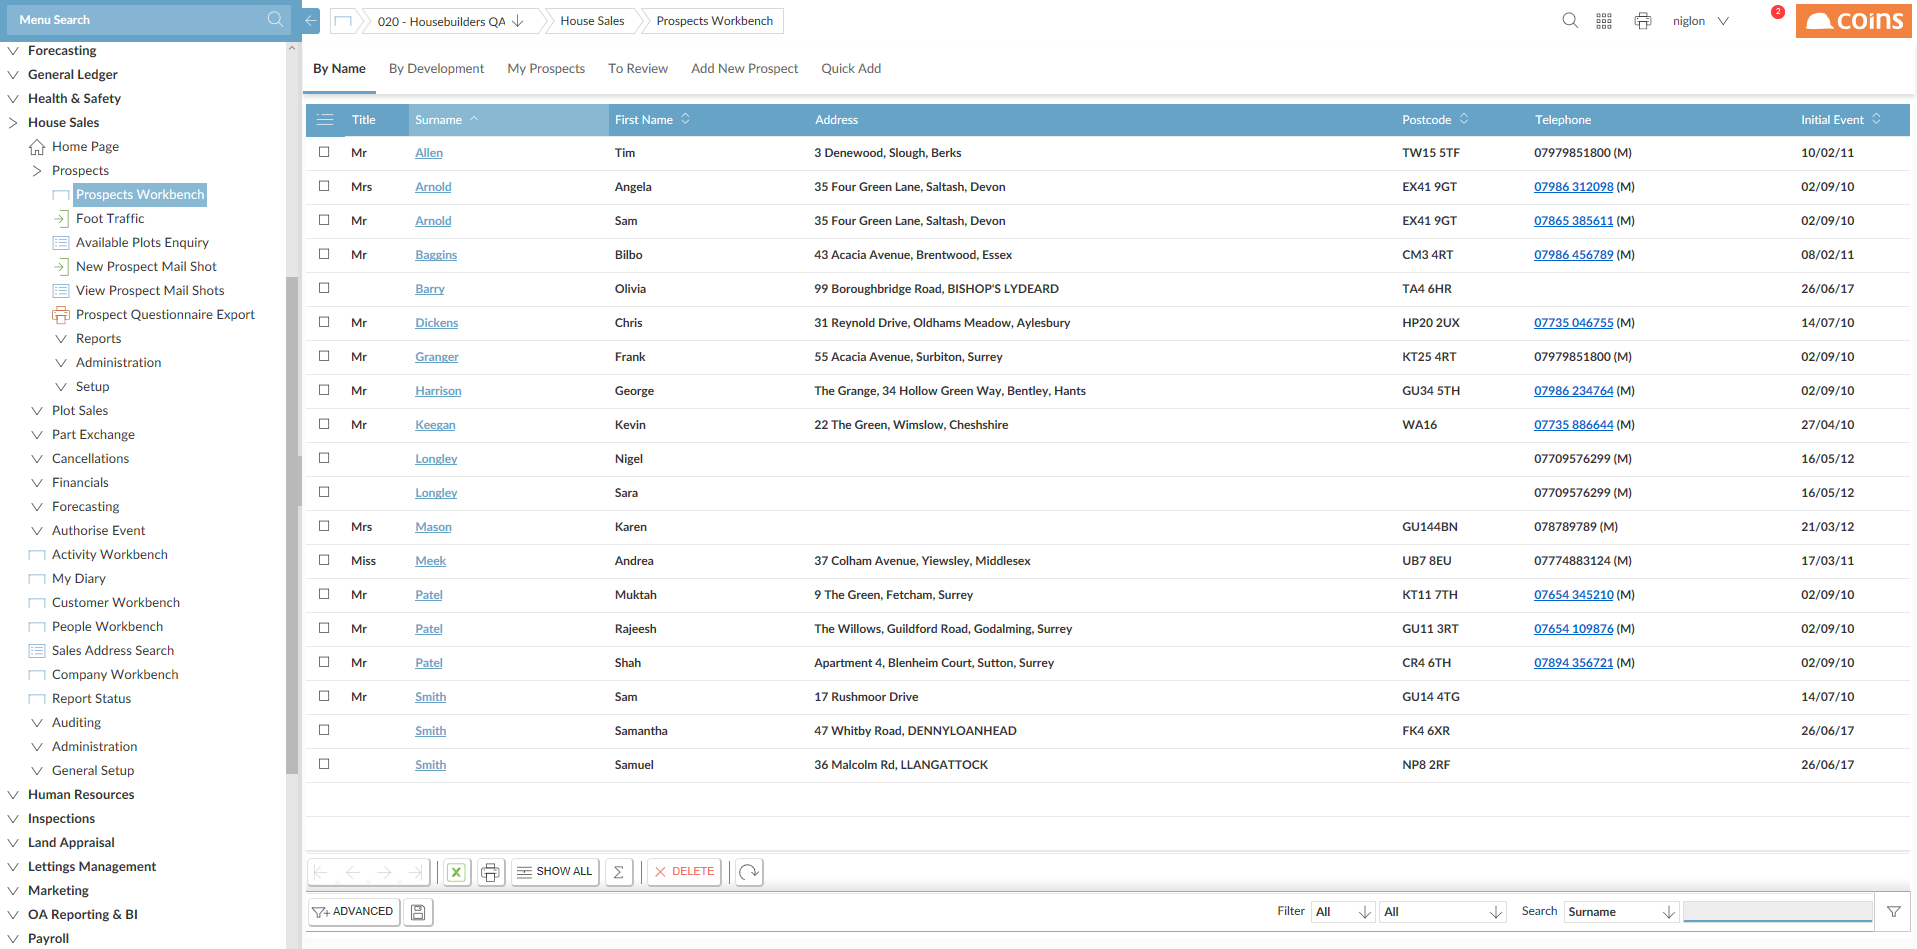 Menu Search
020 - Housebuilders QA
House Sales
Prospects Workbench
niglon
2
coins
Forecasting
General Ledger
Health & Safety
House Sales
Home Page
Prospects
Prospects Workbench
Foot Traffic
Available Plots Enquiry
New Prospect Mail Shot
View Prospect Mail Shots
Prospect Questionnaire Export
Reports
Administration
Setup
Plot Sales
Part Exchange
Cancellations
Financials
Forecasting
Authorise Event
Activity Workbench
My Diary
Customer Workbench
People Workbench
Sales Address Search
Company Workbench
Report Status
Auditing
Administration
General Setup
Human Resources
Inspections
Land Appraisal
Lettings Management
Marketing
OA Reporting & BI
Payroll
By Name By Development My Prospects To Review Add New Prospect Quick Add
Title Surname First Name Address Postcode Telephone Initial Event
Mr Allen Tim 3 Denewood, Slough, Berks TW15 5TF 07979851800 (M) 10/02/11
Mrs Arnold Angela 35 Four Green Lane, Saltash, Devon EX41 9GT 07986 312098 (M) 02/09/10
Mr Arnold Sam 35 Four Green Lane, Saltash, Devon EX41 9GT 07865 385611 (M) 02/09/10
Mr Baggins Bilbo 43 Acacia Avenue, Brentwood, Essex CM3 4RT 07986 456789 (M) 08/02/11
Barry Olivia 99 Boroughbridge Road, BISHOP'S LYDEARD TA4 6HR 26/06/17
Mr Dickens Chris 31 Reynold Drive, Oldhams Meadow, Aylesbury HP20 2UX 07735 046755 (M) 14/07/10
Mr Granger Frank 55 Acacia Avenue, Surbiton, Surrey KT25 4RT 07979851800 (M) 02/09/10
Mr Harrison George The Grange, 34 Hollow Green Way, Bentley, Hants GU34 5TH 07986 234764 (M) 02/09/10
Mr Keegan Kevin 22 The Green, Wimslow, Cheshshire WA16 07735 886644 (M) 27/04/10
Longley Nigel 07709576299 (M) 16/05/12
Longley Sara 07709576299 (M) 16/05/12
Mrs Mason Karen GU144BN 078789789 (M) 21/03/12
Miss Meek Andrea 37 Colham Avenue, Yiewsley, Middlesex UB7 8EU 07774883124 (M) 17/03/11
Mr Patel Muktah 9 The Green, Fetcham, Surrey KT11 7TH 07654 345210 (M) 02/09/10
Mr Patel Rajeesh The Willows, Guildford Road, Godalming, Surrey GU11 3RT 07654 109876 (M) 02/09/10
Mr Patel Shah Apartment 4, Blenheim Court, Sutton, Surrey CR4 6TH 07894 356721 (M) 02/09/10
Mr Smith Sam 17 Rushmoor Drive GU14 4TG 14/07/10
Smith Samantha 47 Whitby Road, DENNYLOANHEAD FK4 6XR 26/06/17
Smith Samuel 36 Malcolm Rd, LLANGATTOCK NP8 2RF 26/06/17
SHOW ALL Σ DELETE
ADVANCED Filter All All Search Surname